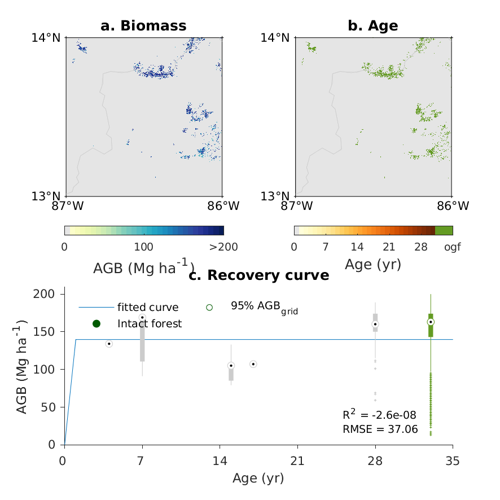 a. Biomass
b. Age
14°N
14°N
13°N
13°N
87°W
86°W
87°W
86°W
0
100
>200
0
7
14
21
28
ogf
AGB (Mg ha⁻¹)
Age (yr)
c. Recovery curve
200
150
100
50
0
AGB (Mg ha⁻¹)
fitted curve
95% AGB_grid
Intact forest
R² = -2.6e-08
RMSE = 37.06
0
7
14
21
28
35
Age (yr)